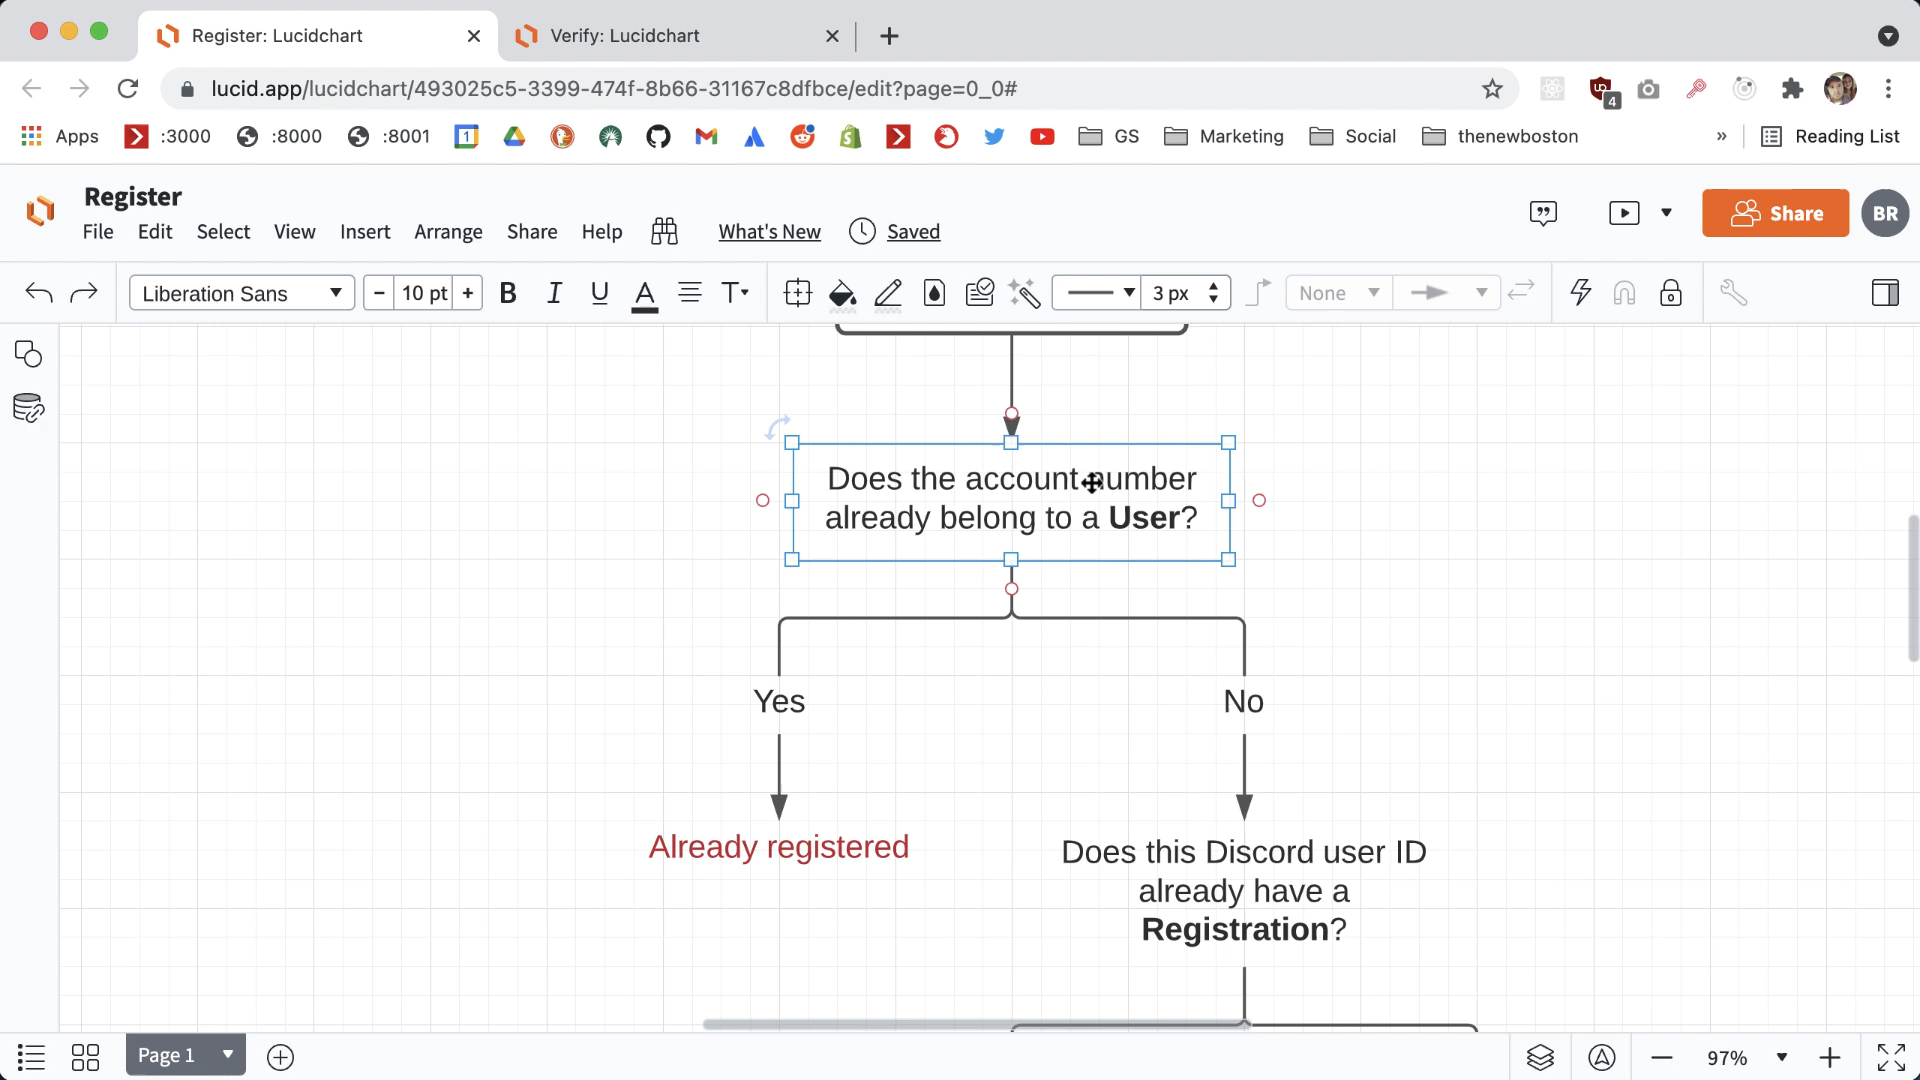 Register: Lucidchart
Verify: Lucidchart
lucid.app/lucidchart/493025c5-3399-474f-8b66-31167c8dfbce/edit?page=0_0#
4
Apps
:3000
:8000
:8001
1
GS
Marketing
Social
thenewboston
»
Reading List
Register
File
Edit
Select
View
Insert
Arrange
Share
Help
What's New
Saved
Share
BR
Liberation Sans
- 10 pt +
B
I
U
A
T
3 px
None
Does the account number
already belong to a User?
Yes
No
Already registered
Does this Discord user ID
already have a
Registration?
Page 1
97%